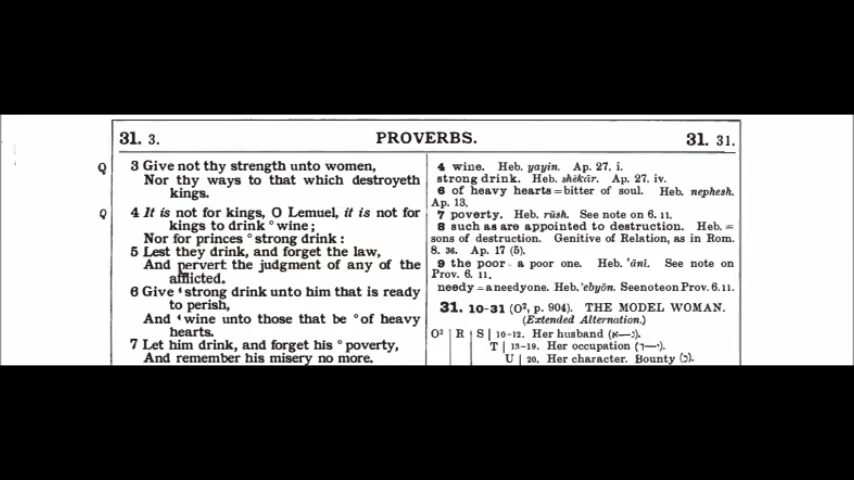 31. 3.
PROVERBS.
31. 31.
Q
3 Give not thy strength unto women,
Nor thy ways to that which destroyeth
kings.
Q
4 It is not for kings, O Lemuel, it is not for
kings to drink °wine;
Nor for princes °strong drink:
5 Lest they drink, and forget the law,
And pervert the judgment of any of the
afflicted.
6 Give ⁴strong drink unto him that is ready
to perish,
And ⁴wine unto those that be °of heavy
hearts.
7 Let him drink, and forget his °poverty,
And remember his misery no more.
4 wine. Heb. yayin. Ap. 27. i.
strong drink. Heb. shēkār. Ap. 27. iv.
6 of heavy hearts = bitter of soul. Heb. nephesh.
Ap. 13.
7 poverty. Heb. rūsh. See note on 6. 11.
8 such as are appointed to destruction. Heb. =
sons of destruction. Genitive of Relation, as in Rom.
8. 36. Ap. 17 (5).
9 the poor = a poor one. Heb. ‘ānī. See note on
Prov. 6. 11.
needy = a needy one. Heb. ’ebyōn. See note on Prov. 6. 11.
31. 10-31 (O², p. 904). THE MODEL WOMAN.
(Extended Alternation.)
O² R S | 10-12. Her husband (א—ג).
T | 13-19. Her occupation (ד—י).
U | 20. Her character. Bounty (כ).